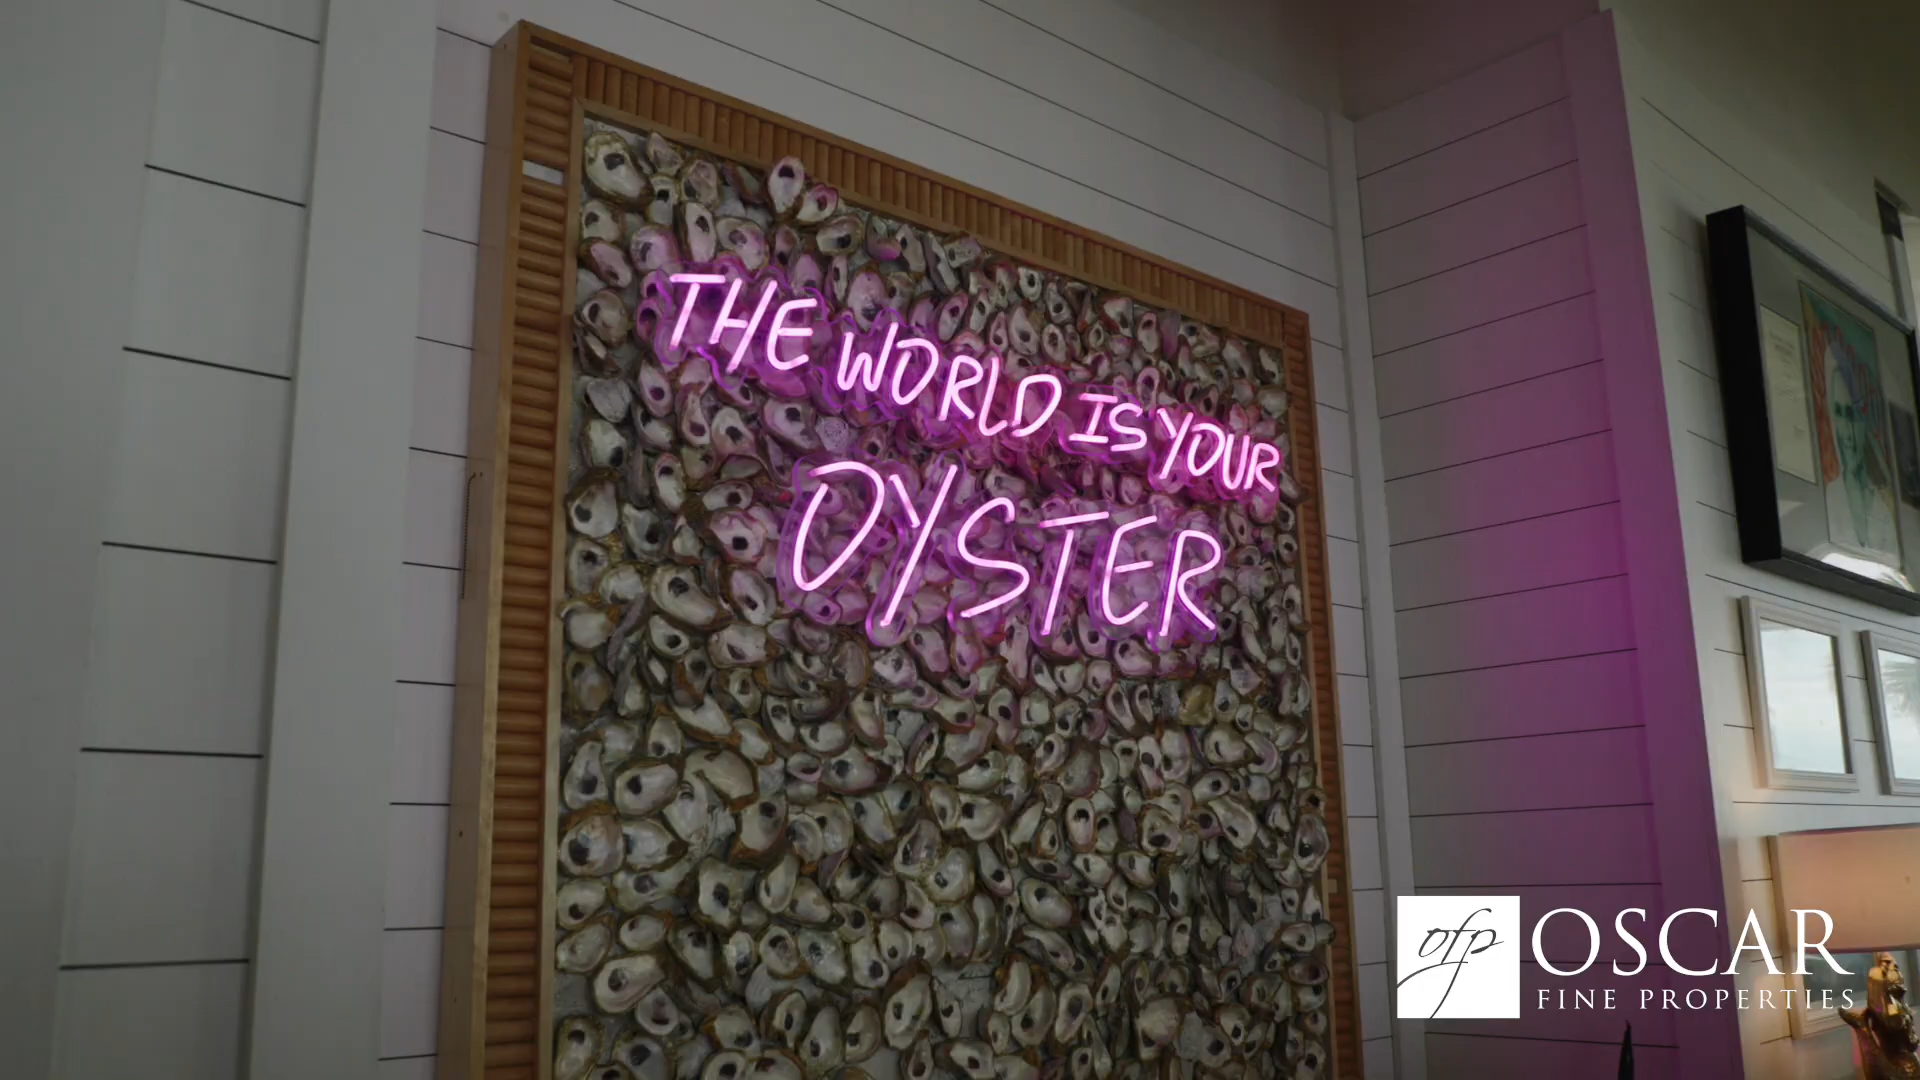 THE WORLD IS YOUR
OYSTER
ofp
OSCAR
FINE PROPERTIES